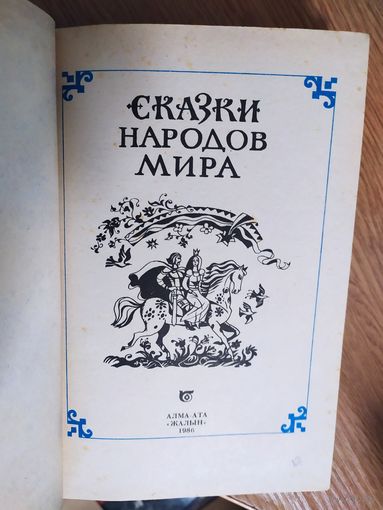 СКАЗКИ
НАРОДОВ
МИРА
АЛМА-АТА
«ЖАЛЫН»
1986